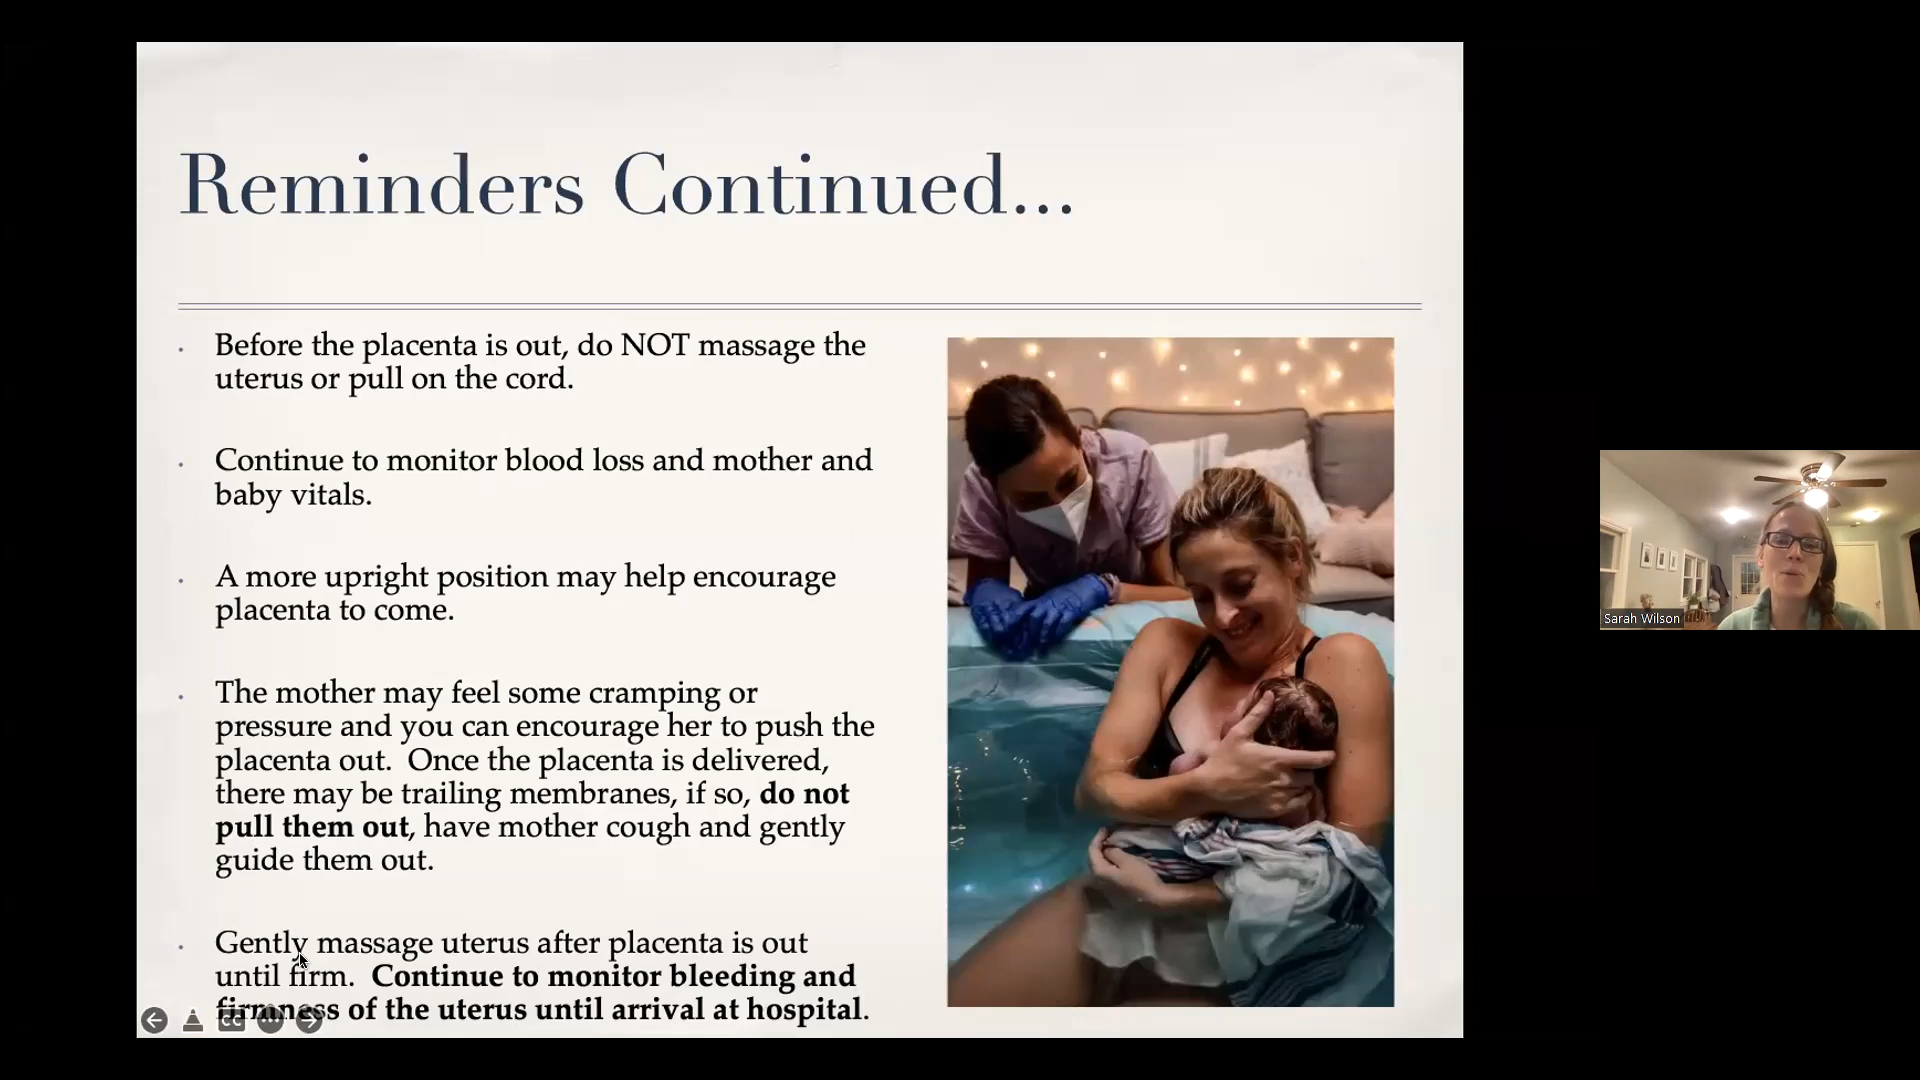 Reminders Continued...
· Before the placenta is out, do NOT massage the
uterus or pull on the cord.
· Continue to monitor blood loss and mother and
baby vitals.
· A more upright position may help encourage
placenta to come.
· The mother may feel some cramping or
pressure and you can encourage her to push the
placenta out.  Once the placenta is delivered,
there may be trailing membranes, if so, do not
pull them out, have mother cough and gently
guide them out.
· Gently massage uterus after placenta is out
until firm.  Continue to monitor bleeding and
firmness of the uterus until arrival at hospital.
CC
Sarah Wilson